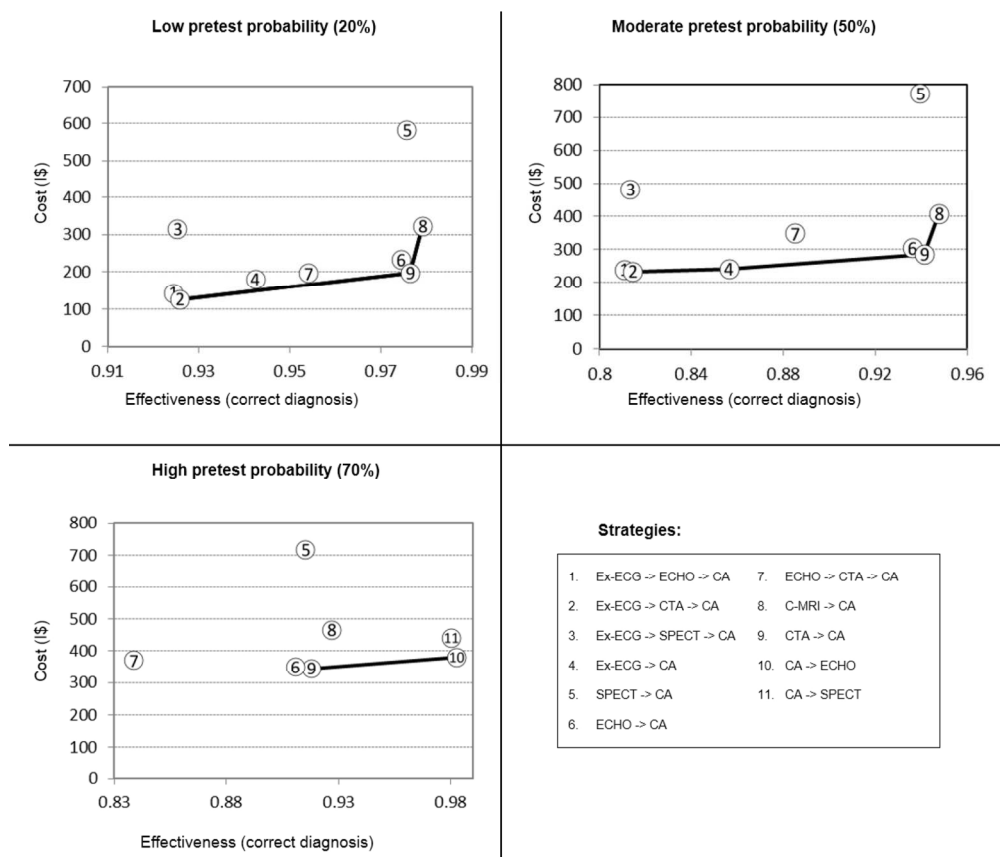 Low pretest probability (20%)
Cost (I$)
700
600
500
400
300
200
100
0
5
3
8
6
9
7
4
1
2
0.91 0.93 0.95 0.97 0.99
Effectiveness (correct diagnosis)
Moderate pretest probability (50%)
Cost (I$)
800
700
600
500
400
300
200
100
0
5
3
8
7
6
9
4
1
2
0.8 0.84 0.88 0.92 0.96
Effectiveness (correct diagnosis)
High pretest probability (70%)
Cost (I$)
800
700
600
500
400
300
200
100
0
5
8
11
10
7
6
9
0.83 0.88 0.93 0.98
Effectiveness (correct diagnosis)
Strategies:
1. Ex-ECG -> ECHO -> CA
2. Ex-ECG -> CTA -> CA
3. Ex-ECG -> SPECT -> CA
4. Ex-ECG -> CA
5. SPECT -> CA
6. ECHO -> CA
7. ECHO -> CTA -> CA
8. C-MRI -> CA
9. CTA -> CA
10. CA -> ECHO
11. CA -> SPECT